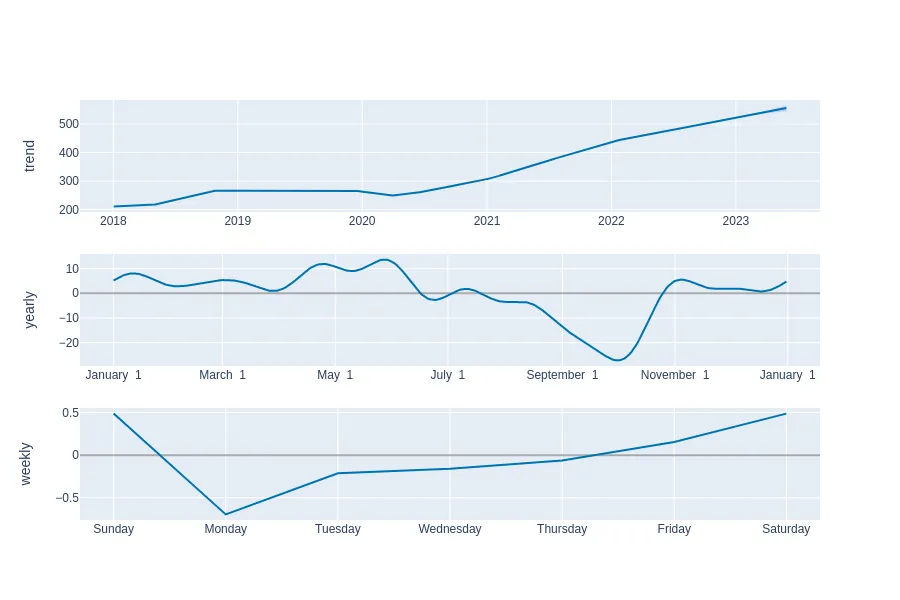 trend
500
400
300
200
2018 2019 2020 2021 2022 2023
yearly
10
0
−10
−20
January 1 March 1 May 1 July 1 September 1 November 1 January 1
weekly
0.5
0
−0.5
Sunday Monday Tuesday Wednesday Thursday Friday Saturday